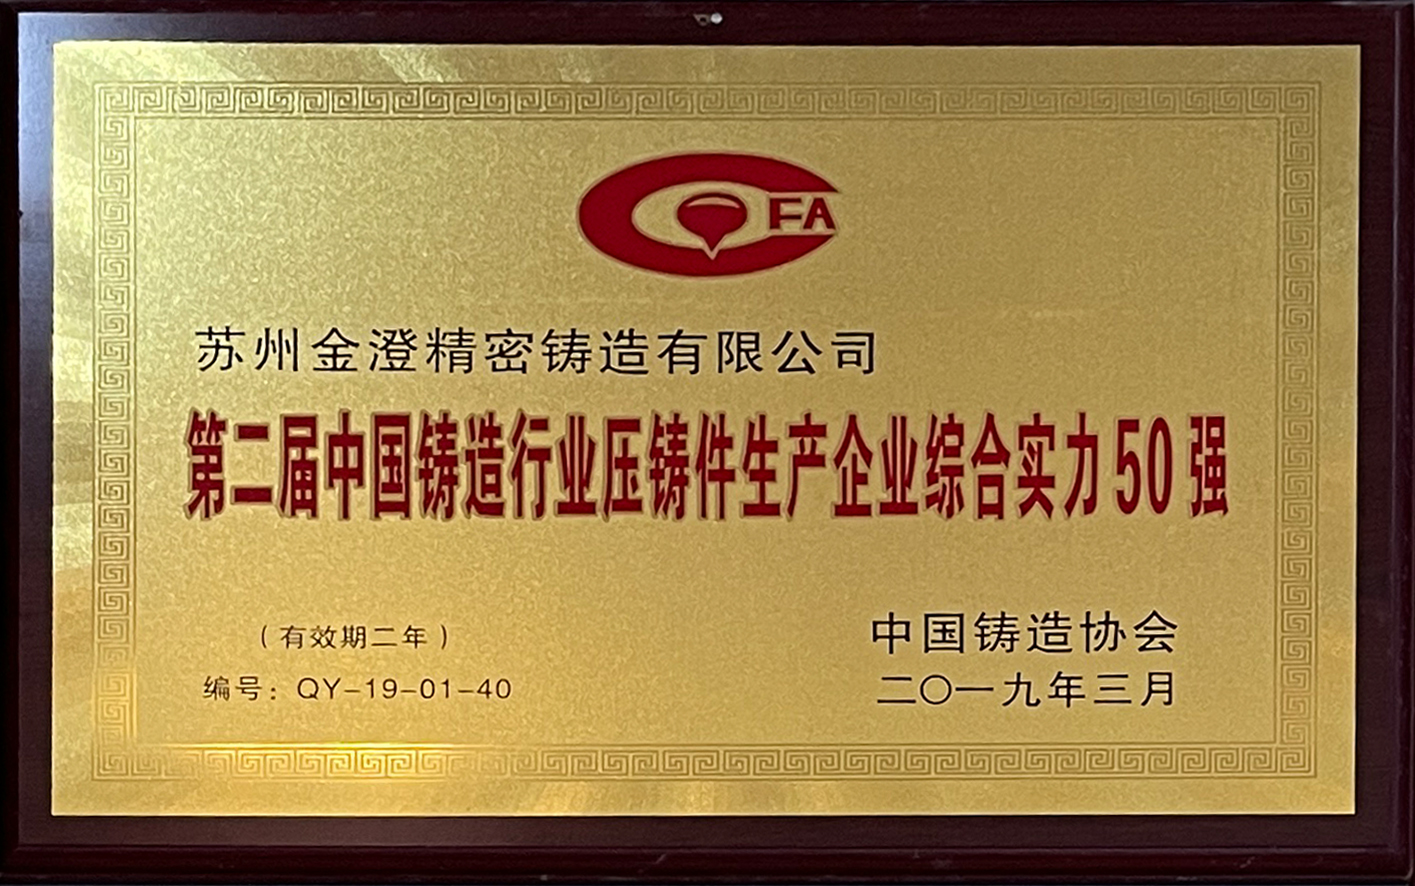 CFA
苏州金澄精密铸造有限公司
第二届中国铸造行业压铸件生产企业综合实力50强
（有效期二年）
编号：QY-19-01-40
中国铸造协会
二〇一九年三月